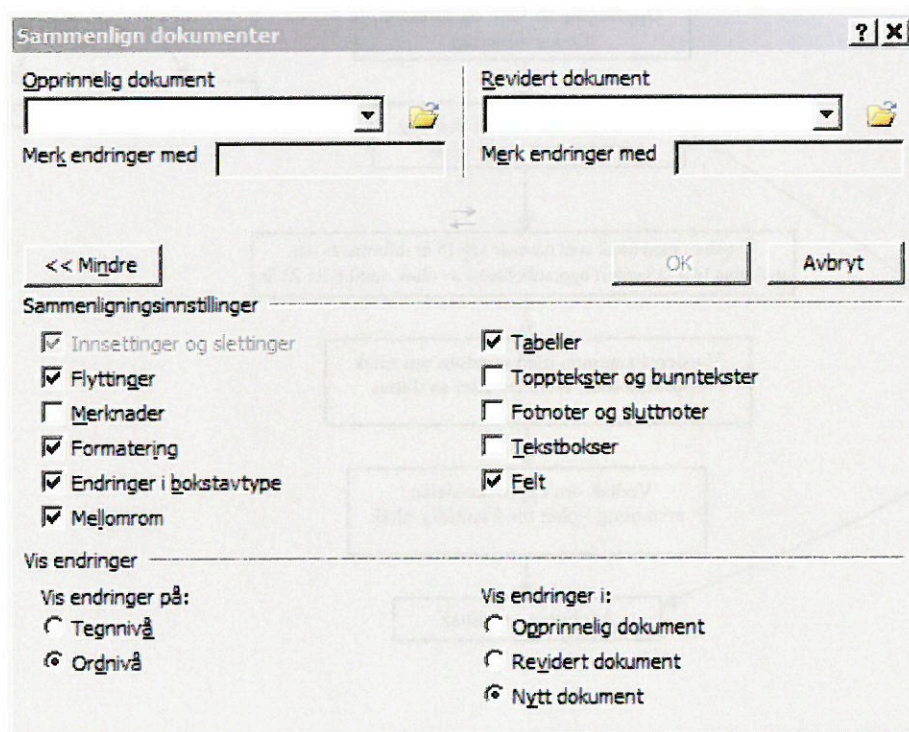 Sammenlign dokumenter
Opprinnelig dokument
Revidert dokument
Merk endringer med
Merk endringer med
<< Mindre
OK
Avbryt
Sammenligningsinnstillinger
Innsettinger og slettinger
Flyttinger
Merknader
Formatering
Endringer i bokstavtype
Mellomrom
Tabeller
Topptekster og bunntekster
Fotnoter og sluttnoter
Tekstbokser
Felt
Vis endringer
Vis endringer på:
Tegnnivå
Ordnivå
Vis endringer i:
Opprinnelig dokument
Revidert dokument
Nytt dokument